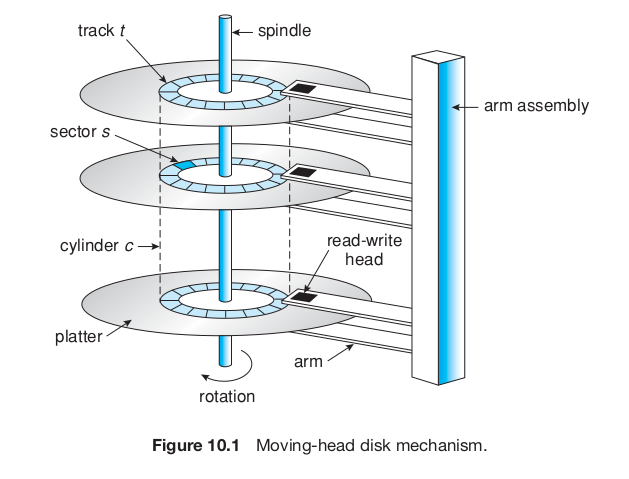 track t
spindle
arm assembly
sector s
cylinder c
read-write
head
platter
arm
rotation
Figure 10.1 Moving-head disk mechanism.